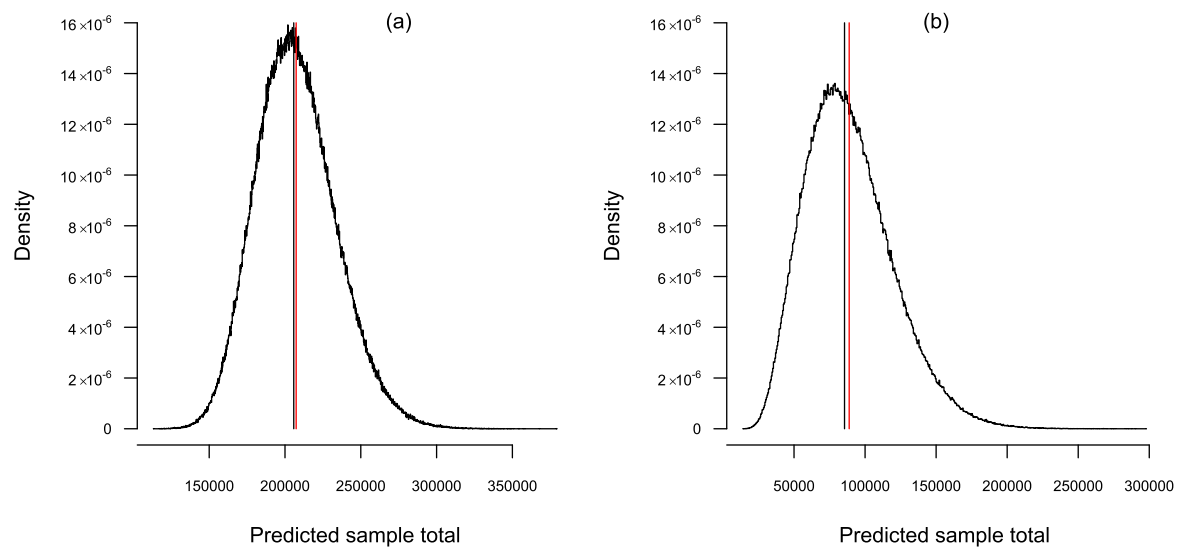 (a)
Density
16×10⁻⁶
14×10⁻⁶
12×10⁻⁶
10×10⁻⁶
8×10⁻⁶
6×10⁻⁶
4×10⁻⁶
2×10⁻⁶
0
150000 200000 250000 300000 350000
Predicted sample total
(b)
Density
16×10⁻⁶
14×10⁻⁶
12×10⁻⁶
10×10⁻⁶
8×10⁻⁶
6×10⁻⁶
4×10⁻⁶
2×10⁻⁶
0
50000 100000 150000 200000 250000 300000
Predicted sample total